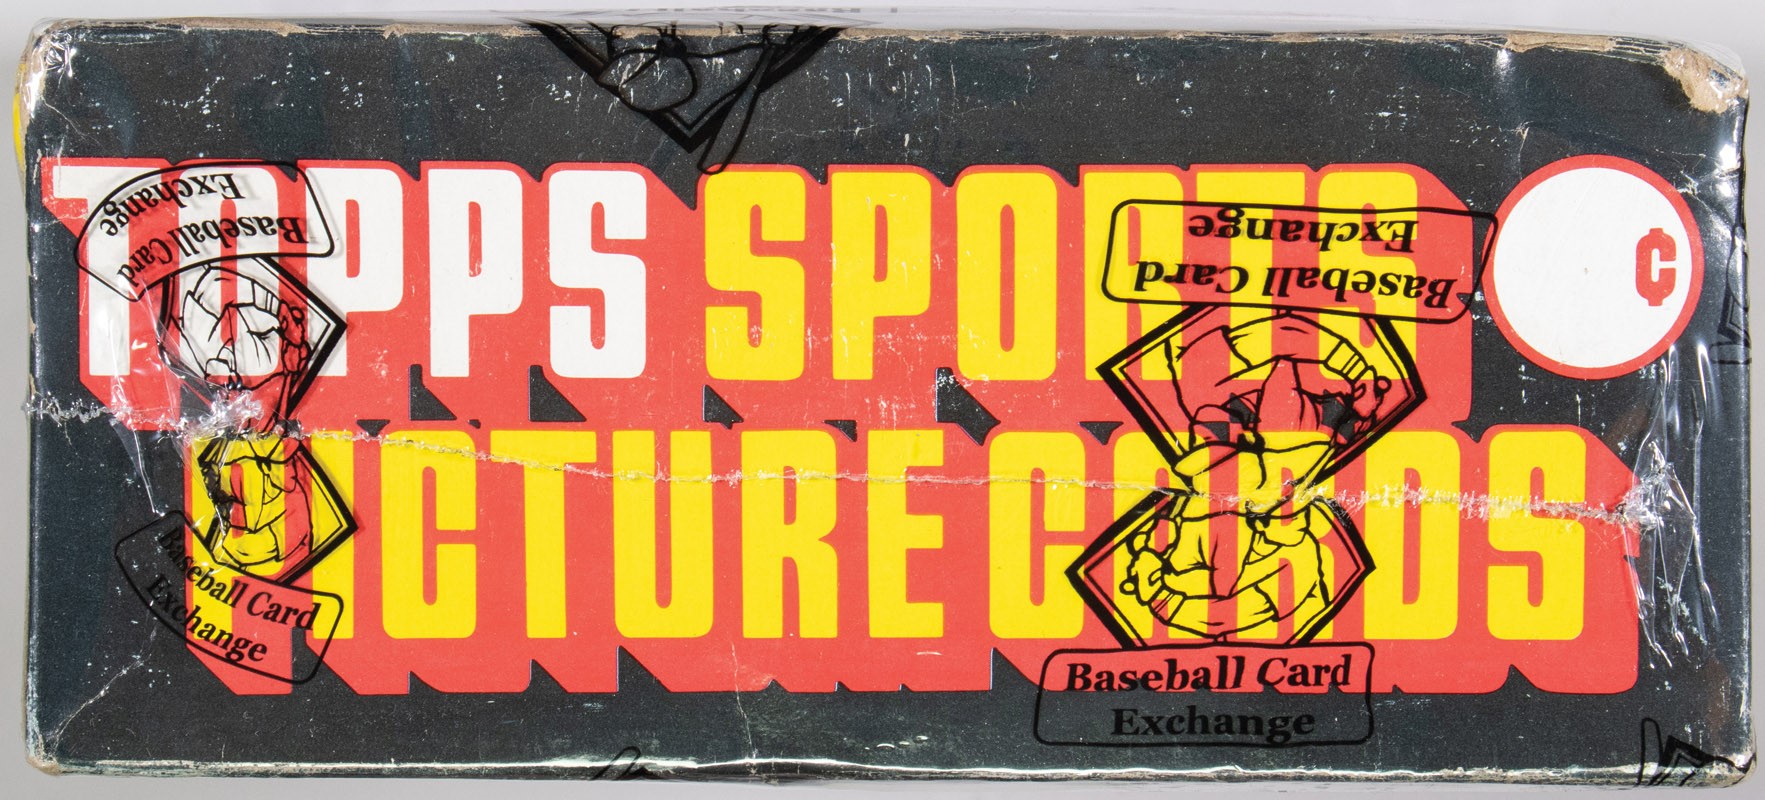 TOPPS SPORTS ¢
PICTURE CARDS
Baseball Card
Exchange
Baseball Card
Exchange
Baseball Card
Exchange
Baseball Card
Exchange